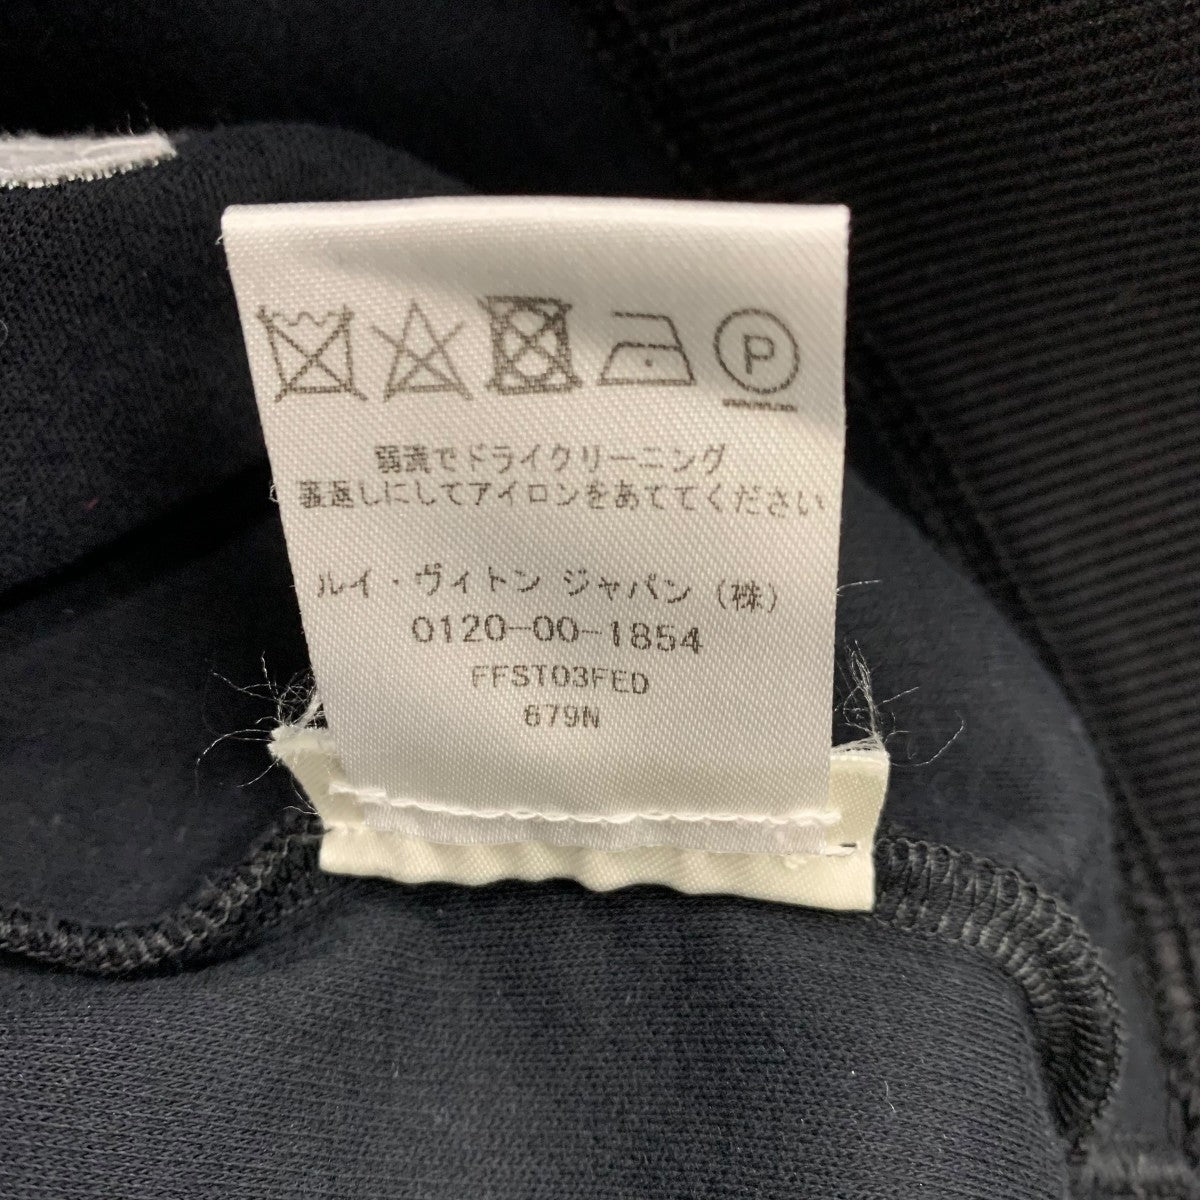 P
弱流でドライクリーニング
裏返しにしてアイロンをあててください
ルイ・ヴィトン ジャパン(株)
0120-00-1854
FFST03FED
679N